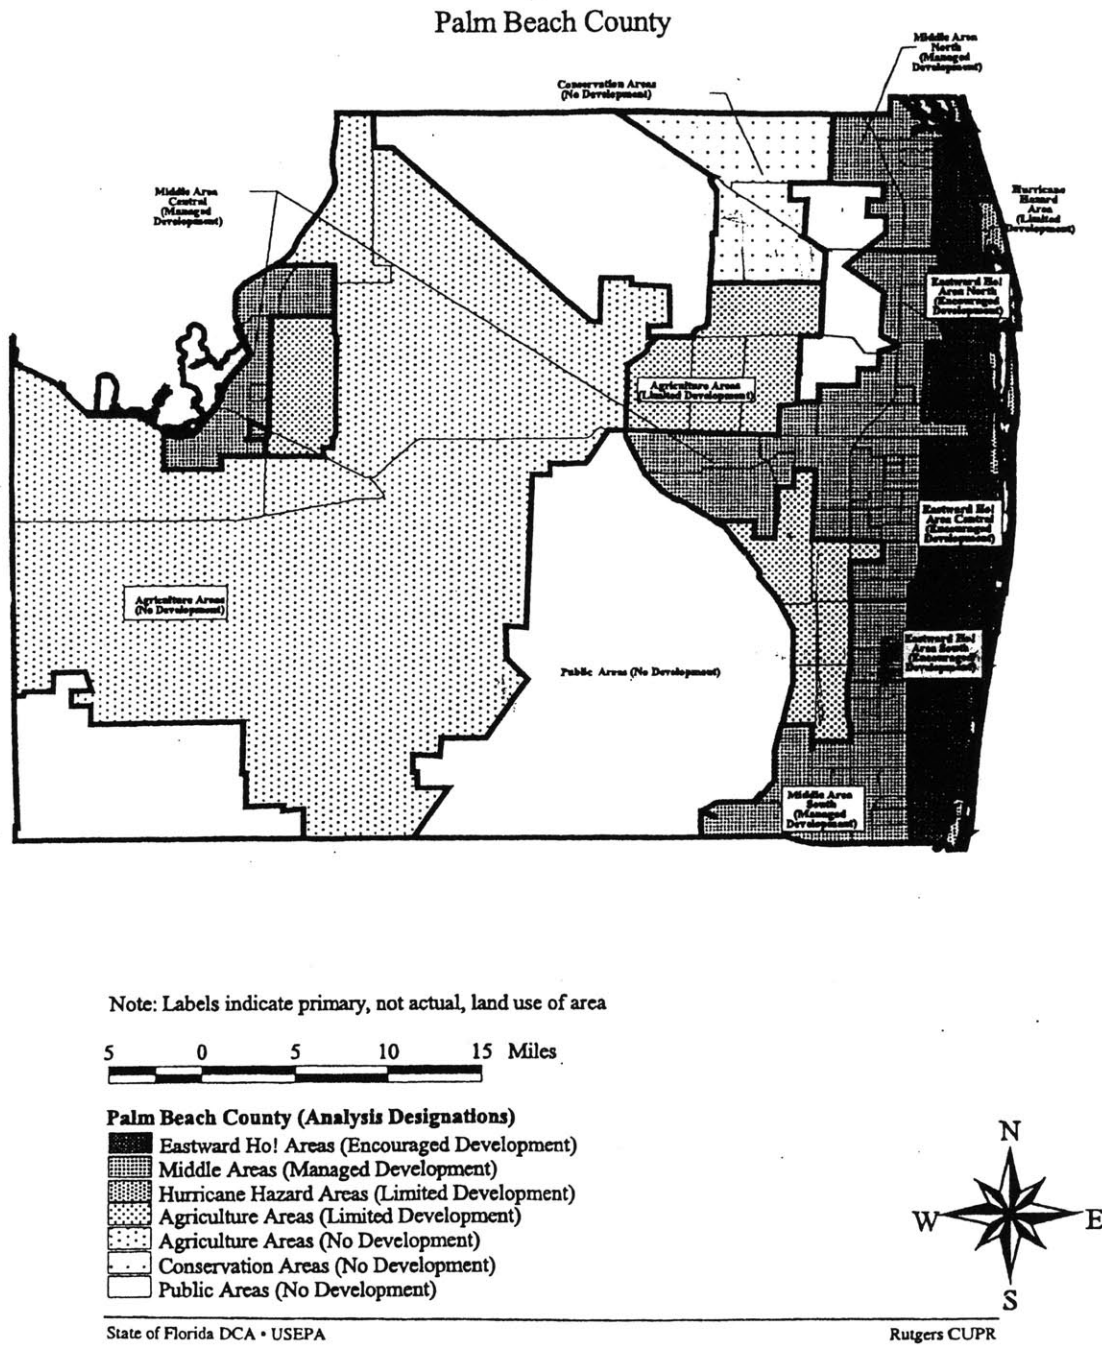 Palm Beach County
Middle Area
North
(Managed
Development)
Conservation Areas
(No Development)
Middle Area
Central
(Managed
Development)
Hurricane
Hazard
Area
(Limited
Development)
Eastward Ho!
Area North
(Encouraged
Development)
Agriculture Areas
(Limited Development)
Eastward Ho!
Area Central
(Encouraged
Development)
Agriculture Areas
(No Development)
Eastward Ho!
Area South
(Encouraged
Development)
Public Areas (No Development)
Middle Area
South
(Managed
Development)
Note: Labels indicate primary, not actual, land use of area
5 0 5 10 15 Miles
Palm Beach County (Analysis Designations)
Eastward Ho! Areas (Encouraged Development)
Middle Areas (Managed Development)
Hurricane Hazard Areas (Limited Development)
Agriculture Areas (Limited Development)
Agriculture Areas (No Development)
Conservation Areas (No Development)
Public Areas (No Development)
N
W E
S
State of Florida DCA • USEPA
Rutgers CUPR